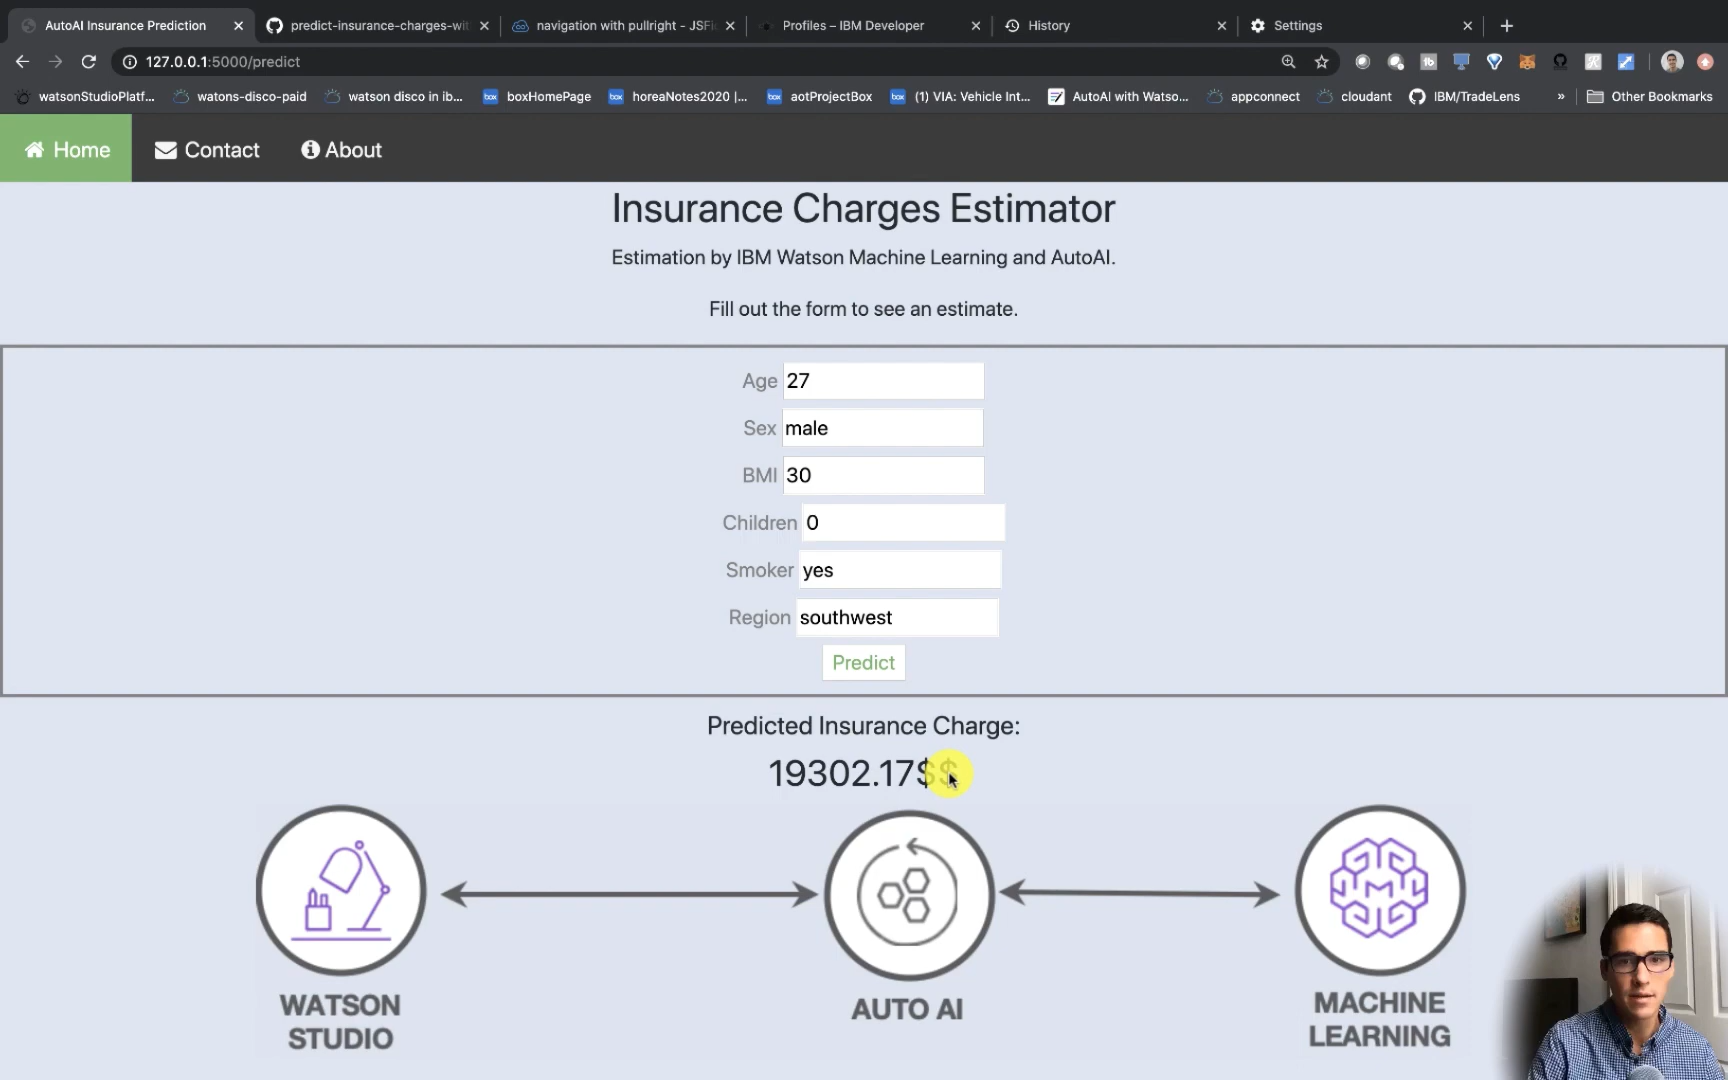 AutoAI Insurance Prediction
predict-insurance-charges-wit
navigation with pullright - JSFi
Profiles – IBM Developer
History
Settings
127.0.0.1:5000/predict
watsonStudioPlatf...
watons-disco-paid
watson disco in ib...
box boxHomePage
box horeaNotes2020 |...
box aotProjectBox
box (1) VIA: Vehicle Int...
AutoAI with Watso...
appconnect
cloudant
IBM/TradeLens
»
Other Bookmarks
Home
Contact
About
Insurance Charges Estimator
Estimation by IBM Watson Machine Learning and AutoAI.
Fill out the form to see an estimate.
Age 27
Sex male
BMI 30
Children 0
Smoker yes
Region southwest
Predict
Predicted Insurance Charge:
19302.17$$
WATSON
STUDIO
AUTO AI
MACHINE
LEARNING